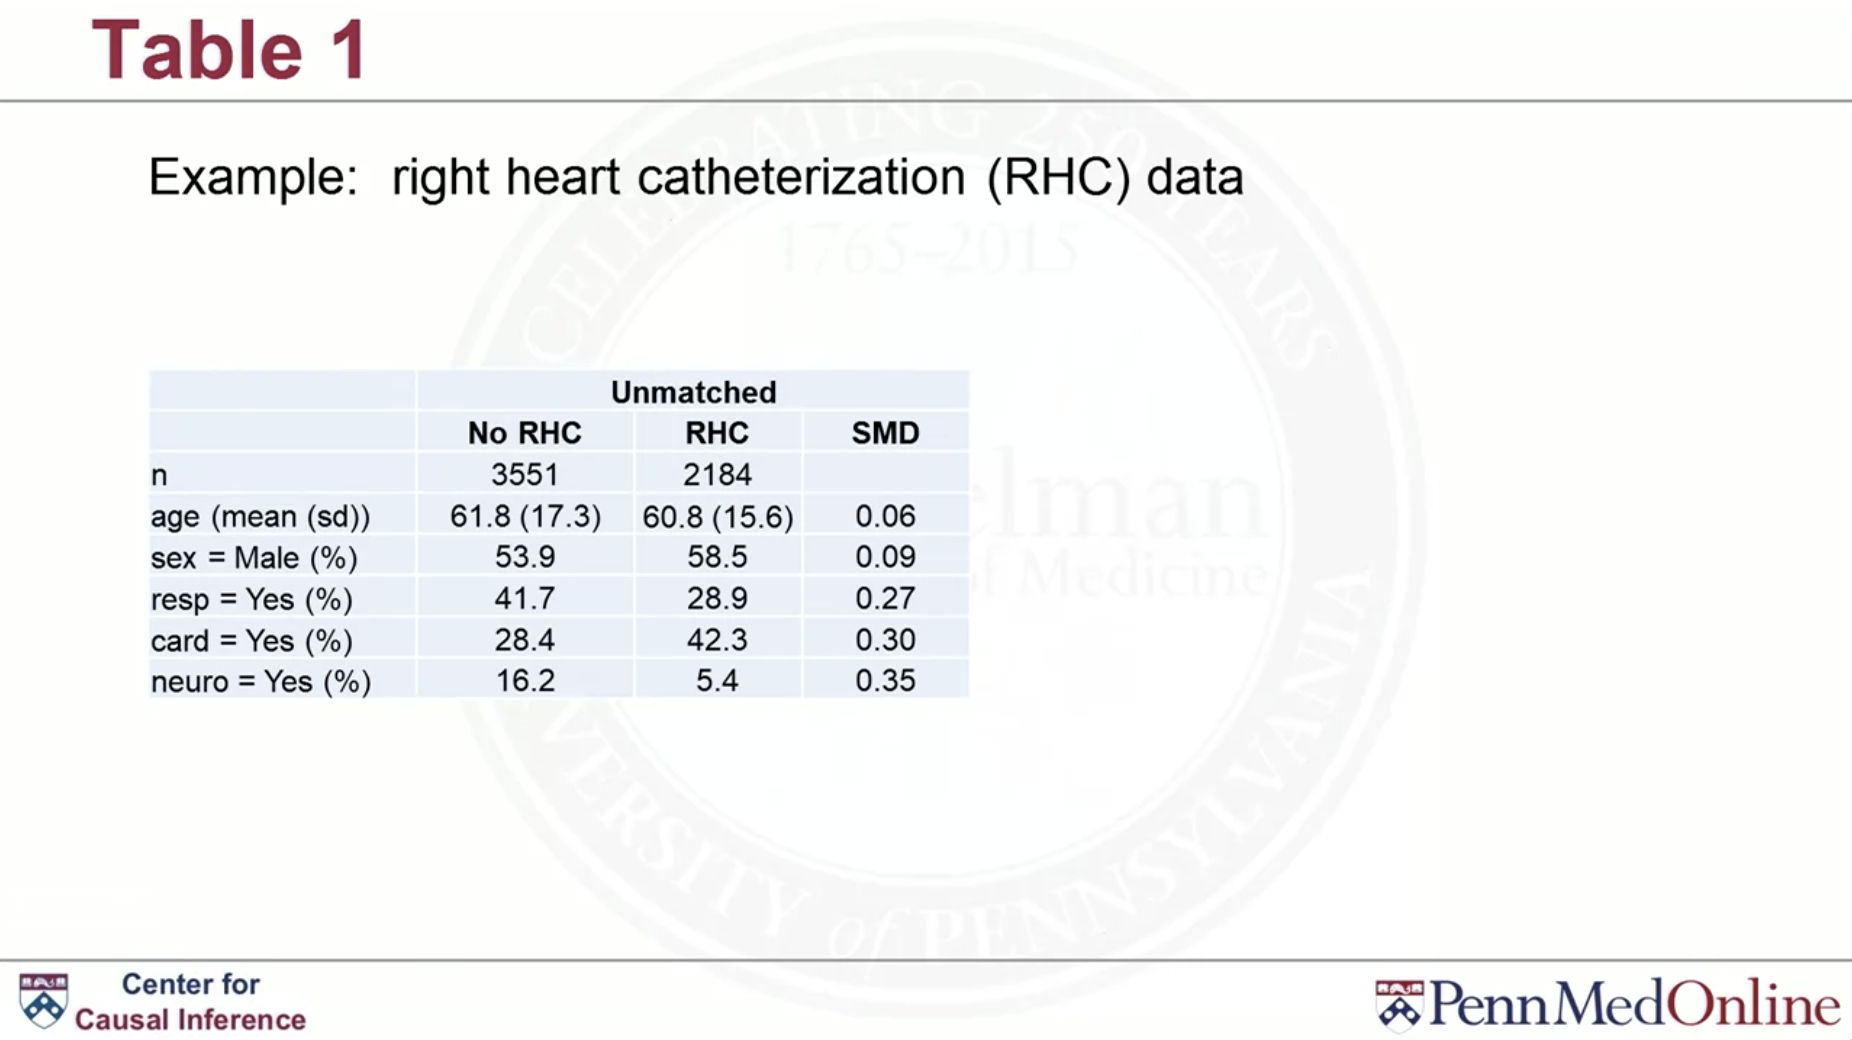 Table 1
Example: right heart catheterization (RHC) data
Unmatched
No RHC RHC SMD
n 3551 2184
age (mean (sd)) 61.8 (17.3) 60.8 (15.6) 0.06
sex = Male (%) 53.9 58.5 0.09
resp = Yes (%) 41.7 28.9 0.27
card = Yes (%) 28.4 42.3 0.30
neuro = Yes (%) 16.2 5.4 0.35
CELEBRATING 250 YEARS
1765–2015
elman
of Medicine
VERSITY of PENNSYLVANIA
Center for
Causal Inference
PennMedOnline